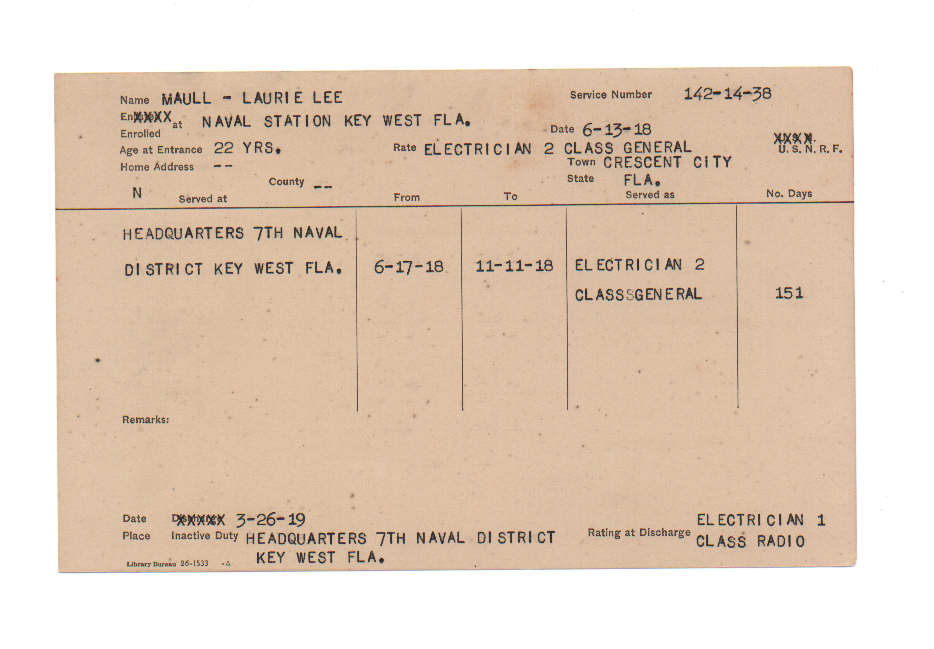 Name MAULL - LAURIE LEE Service Number 142-14-38
Enrolled at NAVAL STATION KEY WEST FLA. Date 6-13-18
Age at Entrance 22 YRS. Rate ELECTRICIAN 2 CLASS GENERAL U.S.N.R.F.
Home Address -- Town CRESCENT CITY
County -- State FLA.
N Served at From To Served as No. Days
HEADQUARTERS 7TH NAVAL
DISTRICT KEY WEST FLA. 6-17-18 11-11-18 ELECTRICIAN 2
CLASSSGENERAL 151
Remarks:
Date 3-26-19 ELECTRICIAN 1
Place Inactive Duty HEADQUARTERS 7TH NAVAL DISTRICT Rating at Discharge CLASS RADIO
KEY WEST FLA.
Library Bureau 26-1533